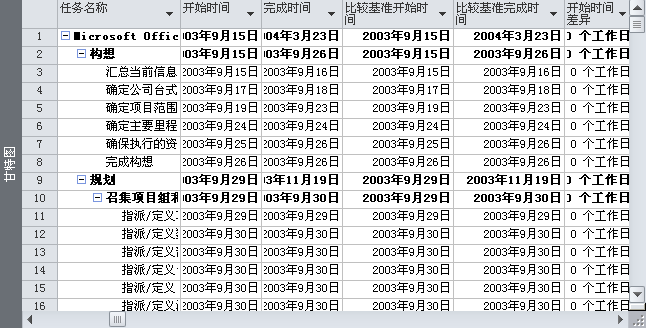 任务名称 开始时间 完成时间 比较基准开始时间 比较基准完成时间 开始时间差异
1 Microsoft Offic 03年9月15日 04年3月23日 2003年9月15日 2004年3月23日 0 个工作日
2 构想 03年9月15日 03年9月26日 2003年9月15日 2003年9月26日 0 个工作日
3 汇总当前信息 2003年9月15日 2003年9月16日 2003年9月15日 2003年9月16日 0 个工作日
4 确定公司台式 2003年9月17日 2003年9月18日 2003年9月17日 2003年9月18日 0 个工作日
5 确定项目范围 2003年9月19日 2003年9月23日 2003年9月19日 2003年9月23日 0 个工作日
6 确定主要里程 2003年9月24日 2003年9月24日 2003年9月24日 2003年9月24日 0 个工作日
7 确保执行的资 2003年9月25日 2003年9月26日 2003年9月25日 2003年9月26日 0 个工作日
8 完成构想 2003年9月26日 2003年9月26日 2003年9月26日 2003年9月26日 0 个工作日
9 规划 03年9月29日 03年11月19日 2003年9月29日 2003年11月19日 0 个工作日
10 召集项目组和 03年9月29日 03年9月30日 2003年9月29日 2003年9月30日 0 个工作日
11 指派/定义 2003年9月29日 2003年9月29日 2003年9月29日 2003年9月29日 0 个工作日
12 指派/定义 2003年9月30日 2003年9月30日 2003年9月30日 2003年9月30日 0 个工作日
13 指派/定义 2003年9月30日 2003年9月30日 2003年9月30日 2003年9月30日 0 个工作日
14 指派/定义 2003年9月30日 2003年9月30日 2003年9月30日 2003年9月30日 0 个工作日
15 指派/定义 2003年9月30日 2003年9月30日 2003年9月30日 2003年9月30日 0 个工作日
16 指派/定义 2003年9月30日 2003年9月30日 2003年9月30日 2003年9月30日 0 个工作日
甘特图